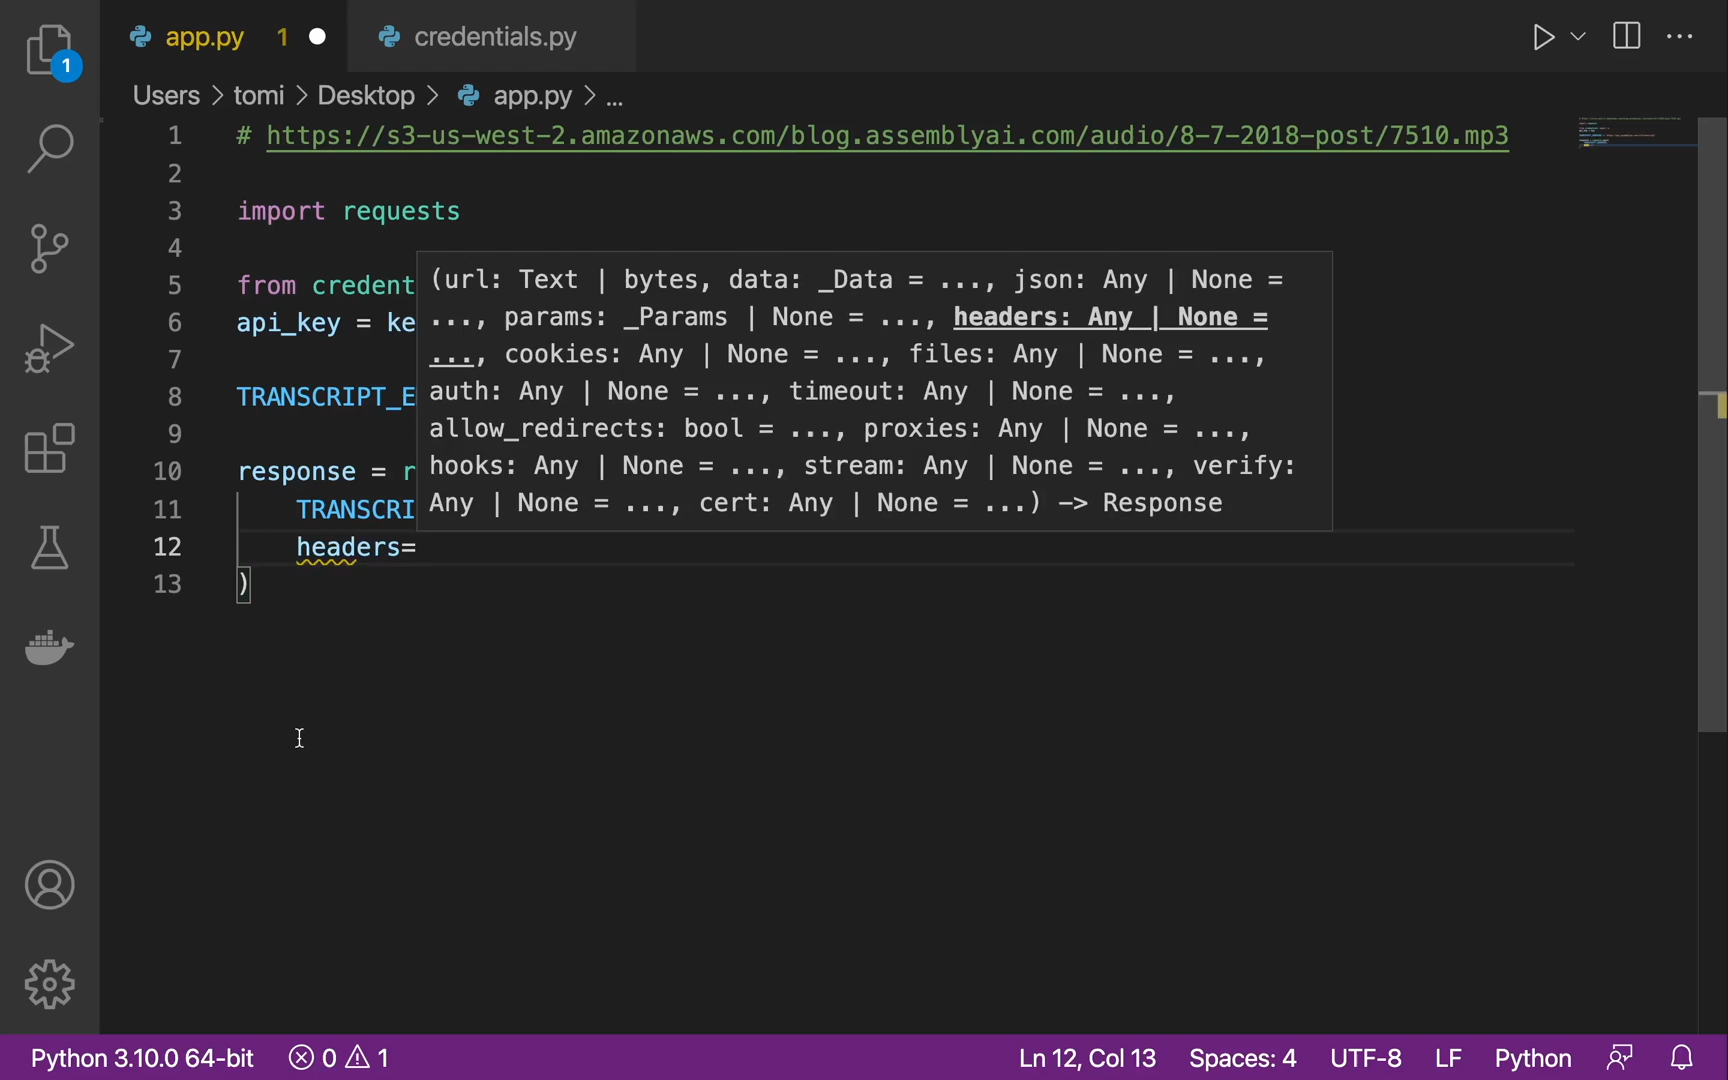 app.py 1
credentials.py
1
Users > tomi > Desktop > app.py > ...
1 # https://s3-us-west-2.amazonaws.com/blog.assemblyai.com/audio/8-7-2018-post/7510.mp3
2
3 import requests
4
5 from credent
6 api_key = ke
7
8 TRANSCRIPT_E
9
10 response = r
11 TRANSCRI
12 headers=
13 )
(url: Text | bytes, data: _Data = ..., json: Any | None =
..., params: _Params | None = ..., headers: Any | None =
..., cookies: Any | None = ..., files: Any | None = ...,
auth: Any | None = ..., timeout: Any | None = ...,
allow_redirects: bool = ..., proxies: Any | None = ...,
hooks: Any | None = ..., stream: Any | None = ..., verify:
Any | None = ..., cert: Any | None = ...) -> Response
Python 3.10.0 64-bit 0 1 Ln 12, Col 13 Spaces: 4 UTF-8 LF Python